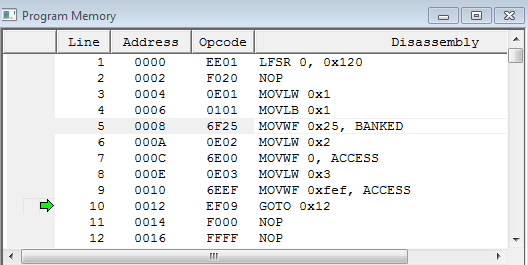 Program Memory
Line Address Opcode Disassembly
1 0000 EE01 LFSR 0, 0x120
2 0002 F020 NOP
3 0004 0E01 MOVLW 0x1
4 0006 0101 MOVLB 0x1
5 0008 6F25 MOVWF 0x25, BANKED
6 000A 0E02 MOVLW 0x2
7 000C 6E00 MOVWF 0, ACCESS
8 000E 0E03 MOVLW 0x3
9 0010 6EEF MOVWF 0xfef, ACCESS
10 0012 EF09 GOTO 0x12
11 0014 F000 NOP
12 0016 FFFF NOP